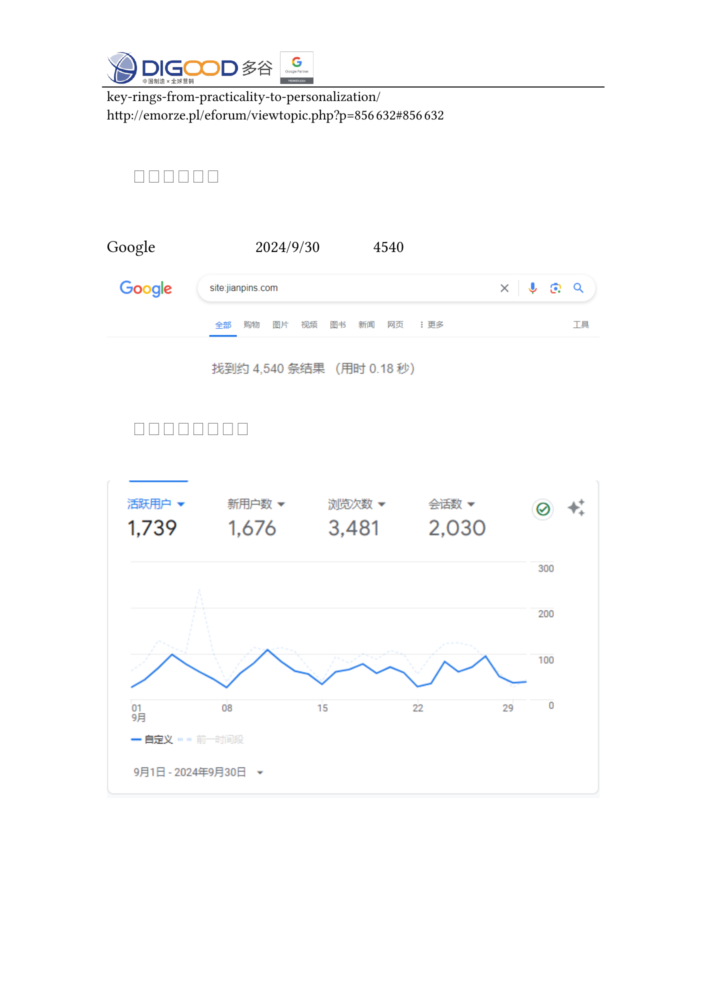 DIGOOD 多谷
中国制造 x 全球营销
Google Partner
PREMIER 2024
key-rings-from-practicality-to-personalization/
http://emorze.pl/eforum/viewtopic.php?p=856632#856632
Google 2024/9/30 4540
Google site:jianpins.com
全部 购物 图片 视频 图书 新闻 网页 更多 工具
找到约 4,540 条结果 （用时 0.18 秒）
活跃用户 新用户数 浏览次数 会话数
1,739 1,676 3,481 2,030
300
200
100
0
01 08 15 22 29
9月
自定义 前一时间段
9月1日 - 2024年9月30日